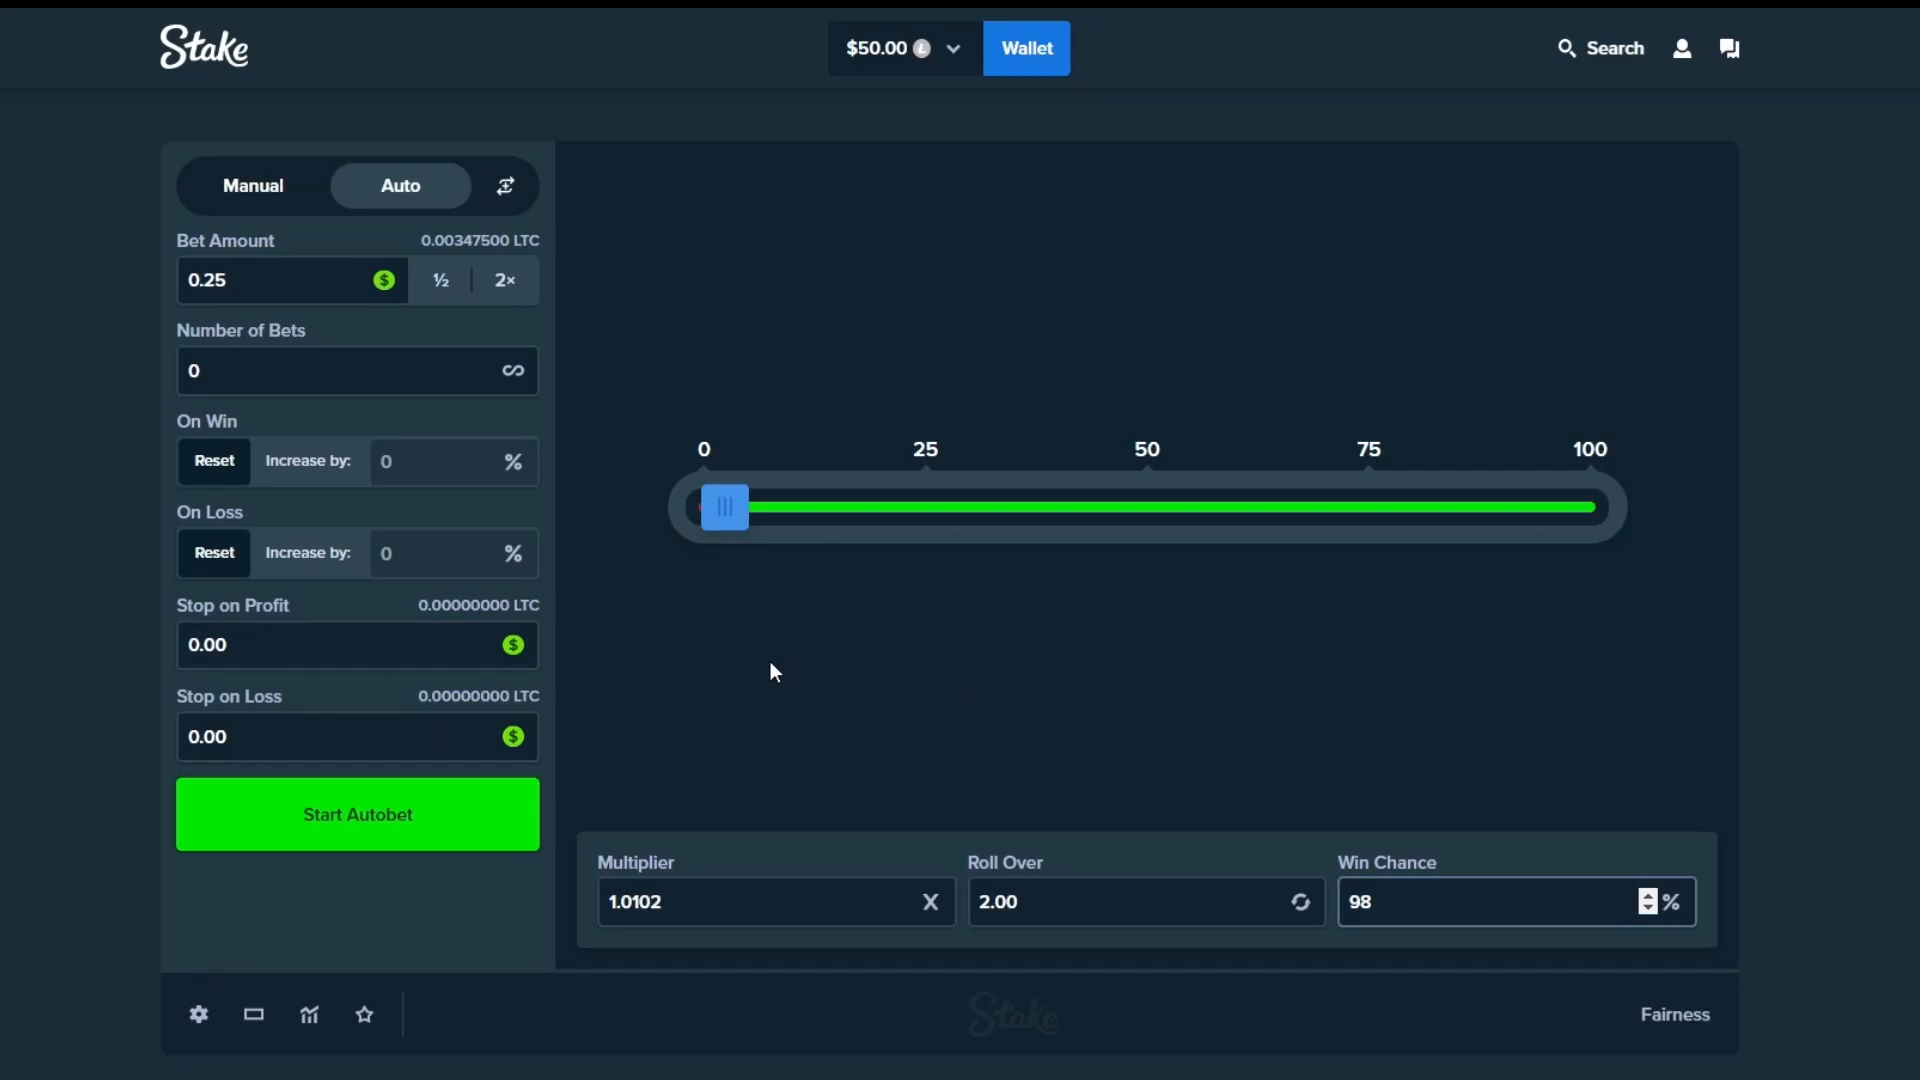 Stake
$50.00
Wallet
Search
Manual Auto
Bet Amount 0.00347500 LTC
0.25 $ ½ 2×
Number of Bets
0 ∞
On Win
Reset Increase by: 0 %
On Loss
Reset Increase by: 0 %
Stop on Profit 0.00000000 LTC
0.00 $
Stop on Loss 0.00000000 LTC
0.00 $
Start Autobet
0 25 50 75 100
Multiplier Roll Over Win Chance
1.0102 X 2.00 98 %
Stake
Fairness